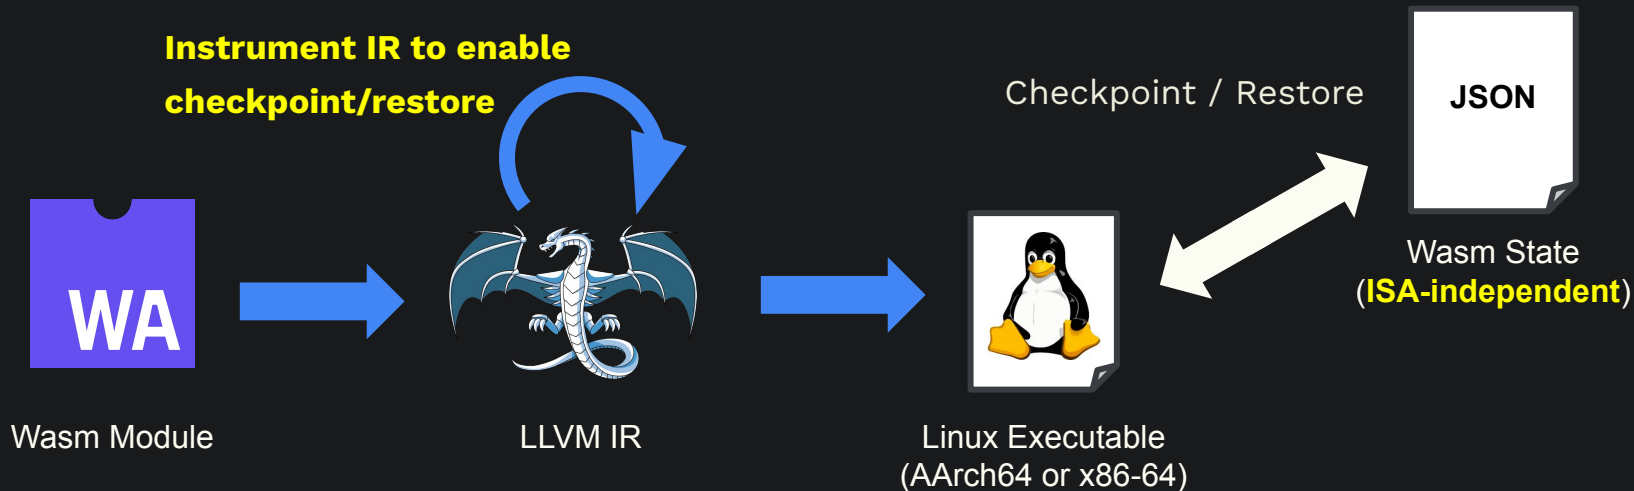 Instrument IR to enable
checkpoint/restore
Checkpoint / Restore
JSON
WA
Wasm State
(ISA-independent)
Wasm Module
LLVM IR
Linux Executable
(AArch64 or x86-64)